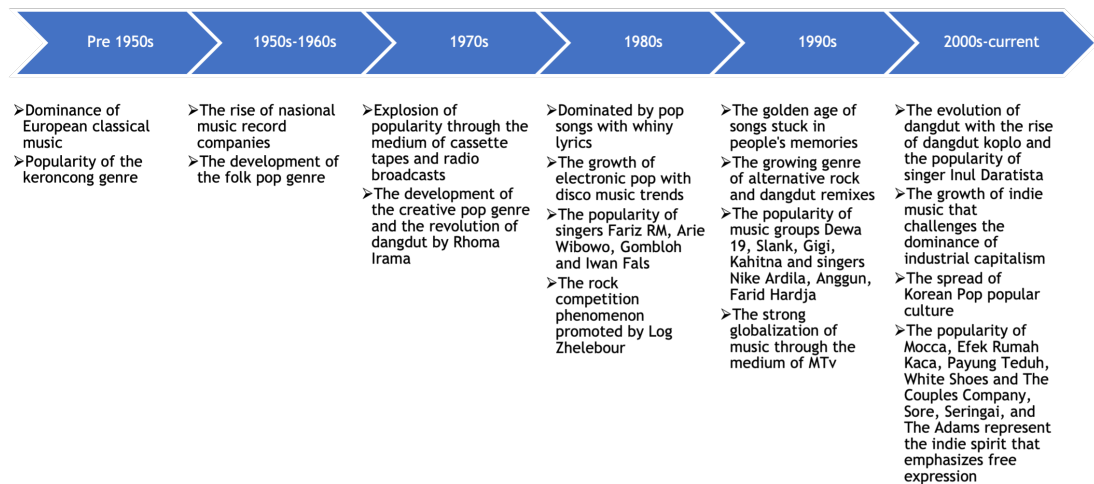 Pre 1950s
1950s-1960s
1970s
1980s
1990s
2000s-current
➢Dominance of
European classical
music
➢Popularity of the
keroncong genre
➢The rise of nasional
music record
companies
➢The development of
the folk pop genre
➢Explosion of
popularity through the
medium of cassette
tapes and radio
broadcasts
➢The development of
the creative pop genre
and the revolution of
dangdut by Rhoma
Irama
➢Dominated by pop
songs with whiny
lyrics
➢The growth of
electronic pop with
disco music trends
➢The popularity of
singers Fariz RM, Arie
Wibowo, Gombloh
and Iwan Fals
➢The rock
competition
phenomenon
promoted by Log
Zhelebour
➢The golden age of
songs stuck in
people's memories
➢The growing genre
of alternative rock
and dangdut remixes
➢The popularity of
music groups Dewa
19, Slank, Gigi,
Kahitna and singers
Nike Ardila, Anggun,
Farid Hardja
➢The strong
globalization of
music through the
medium of MTv
➢The evolution of
dangdut with the rise
of dangdut koplo and
the popularity of
singer Inul Daratista
➢The growth of indie
music that
challenges the
dominance of
industrial capitalism
➢The spread of
Korean Pop popular
culture
➢The popularity of
Mocca, Efek Rumah
Kaca, Payung Teduh,
White Shoes and The
Couples Company,
Sore, Seringai, and
The Adams represent
the indie spirit that
emphasizes free
expression